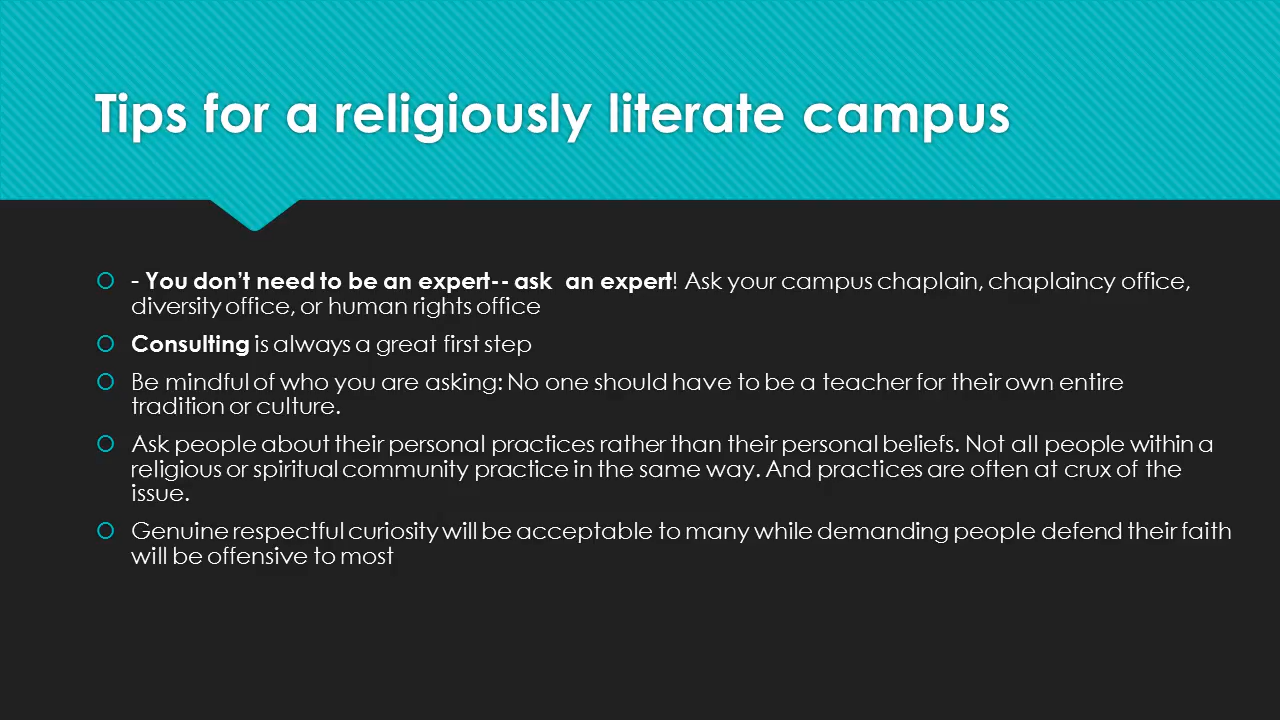 Tips for a religiously literate campus
- You don’t need to be an expert-- ask  an expert! Ask your campus chaplain, chaplaincy office,
diversity office, or human rights office
Consulting is always a great first step
Be mindful of who you are asking: No one should have to be a teacher for their own entire
tradition or culture.
Ask people about their personal practices rather than their personal beliefs. Not all people within a
religious or spiritual community practice in the same way. And practices are often at crux of the
issue.
Genuine respectful curiosity will be acceptable to many while demanding people defend their faith
will be offensive to most